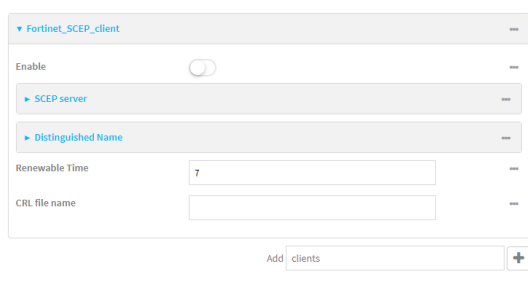 Fortinet_SCEP_client
Enable
SCEP server
Distinguished Name
Renewable Time 7
CRL file name
Add clients